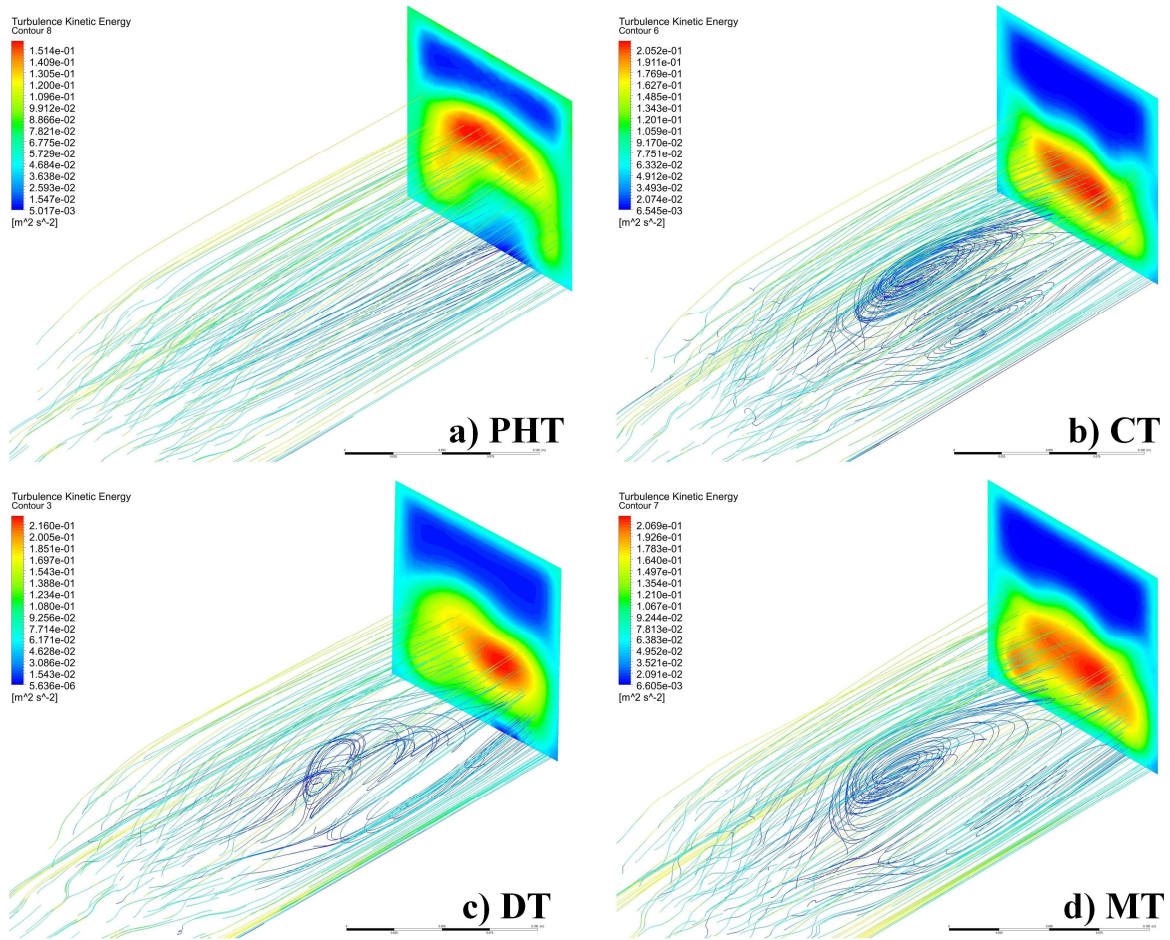 Turbulence Kinetic Energy
Contour 8
1.514e-01
1.409e-01
1.305e-01
1.200e-01
1.096e-01
9.912e-02
8.866e-02
7.821e-02
6.775e-02
5.729e-02
4.684e-02
3.638e-02
2.593e-02
1.547e-02
5.017e-03
[m^2 s^-2]
a) PHT
Turbulence Kinetic Energy
Contour 6
2.052e-01
1.911e-01
1.769e-01
1.627e-01
1.485e-01
1.343e-01
1.201e-01
1.059e-01
9.170e-02
7.751e-02
6.332e-02
4.912e-02
3.493e-02
2.074e-02
6.545e-03
[m^2 s^-2]
b) CT
Turbulence Kinetic Energy
Contour 3
2.160e-01
2.005e-01
1.851e-01
1.697e-01
1.543e-01
1.388e-01
1.234e-01
1.080e-01
9.256e-02
7.714e-02
6.171e-02
4.628e-02
3.086e-02
1.543e-02
5.636e-06
[m^2 s^-2]
c) DT
Turbulence Kinetic Energy
Contour 7
2.069e-01
1.926e-01
1.783e-01
1.640e-01
1.497e-01
1.354e-01
1.210e-01
1.067e-01
9.244e-02
7.813e-02
6.383e-02
4.952e-02
3.521e-02
2.091e-02
6.605e-03
[m^2 s^-2]
d) MT